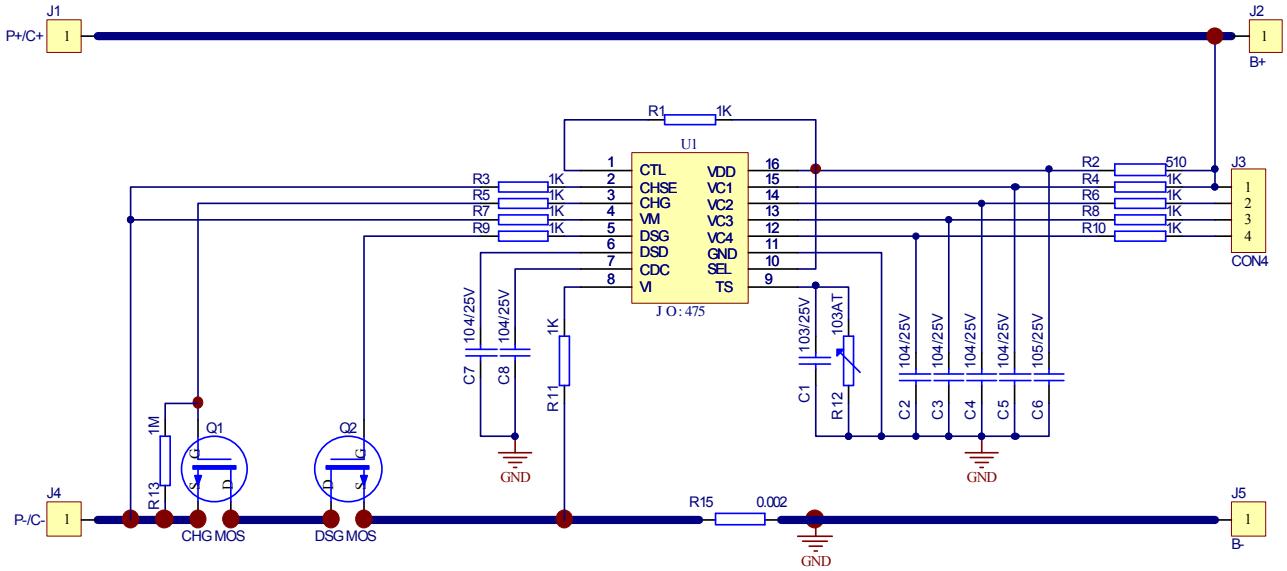 J1
P+/C+ 1
J2
1
B+
R1 1K
U1
1 CTL VDD 16
2 CHSE VC1 15
3 CHG VC2 14
4 VM VC3 13
5 DSG VC4 12
6 DSD GND 11
7 CDC SEL 10
8 VI TS 9
J O: 475
R3 1K
R5 1K
R7 1K
R9 1K
R2 510
R4 1K
R6 1K
R8 1K
R10 1K
J3
1
2
3
4
CON4
C7 104/25V
C8 104/25V
R11 1K
C1 103/25V
R12 103AT
C2 104/25V
C3 104/25V
C4 104/25V
C5 104/25V
C6 105/25V
GND
GND
R13 1M
Q1
G
S D
CHG MOS
Q2
G
D S
DSG MOS
J4
P-/C- 1
R15 0.002
GND
J5
1
B-